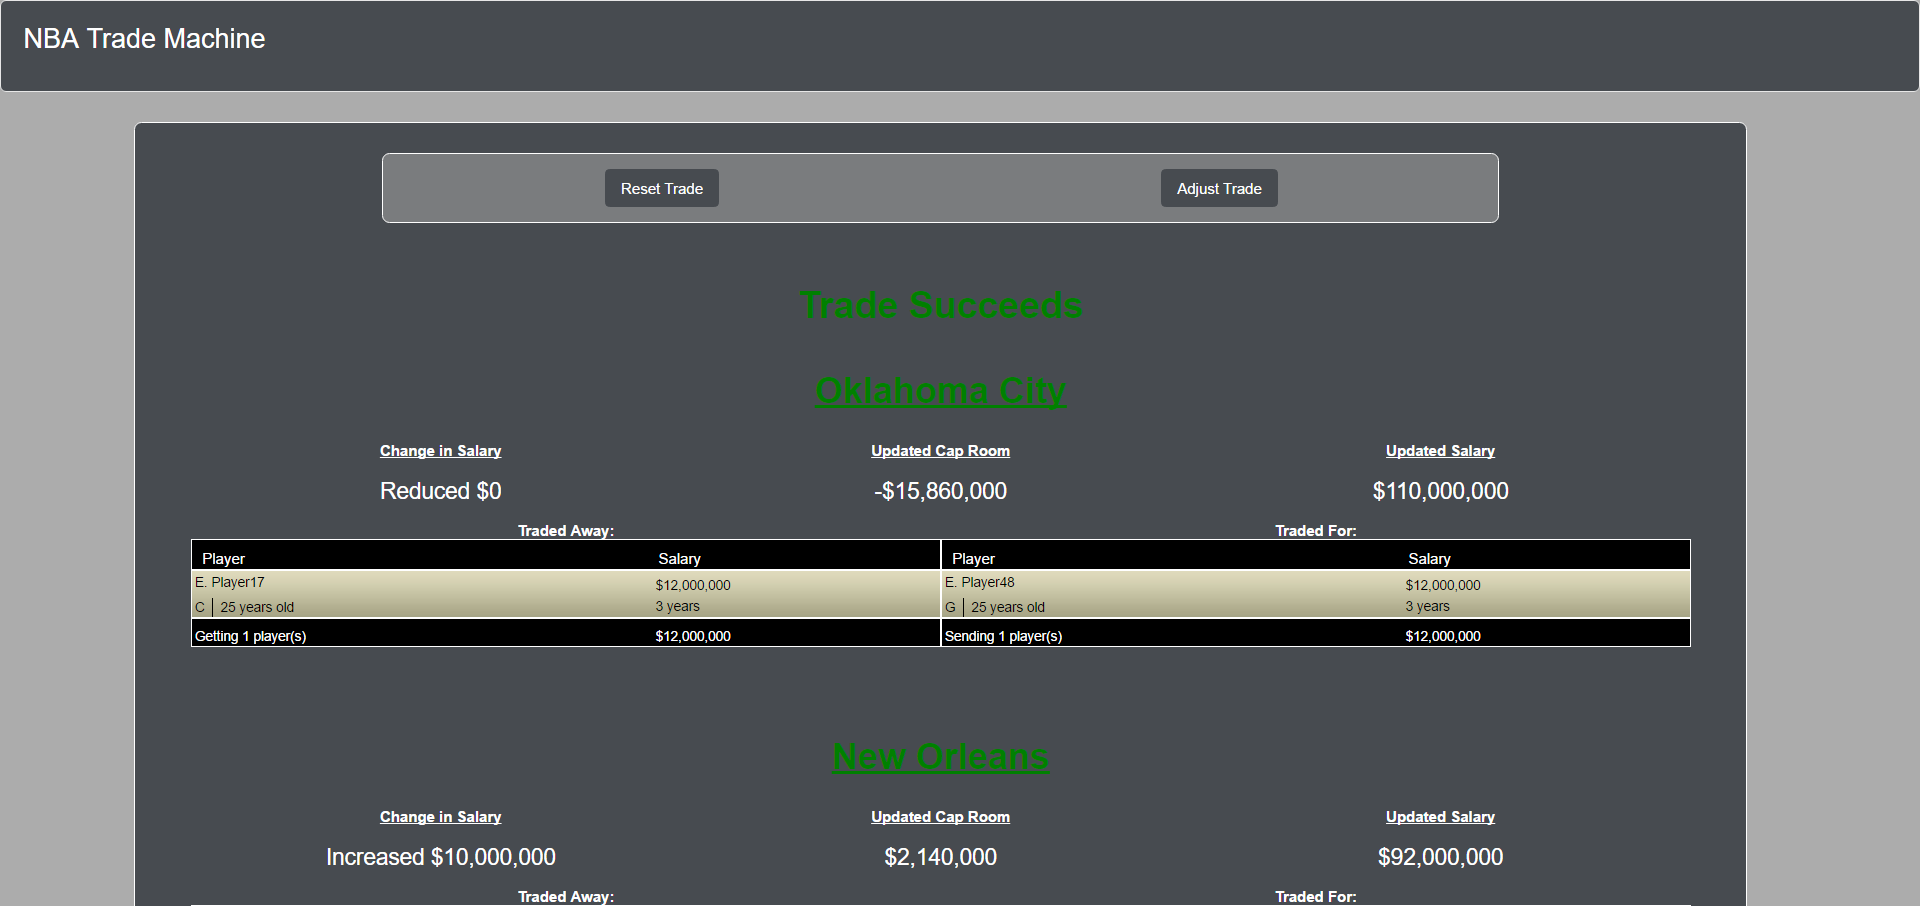 NBA Trade Machine
Reset Trade Adjust Trade
Trade Succeeds
Oklahoma City
Change in Salary Updated Cap Room Updated Salary
Reduced $0 -$15,860,000 $110,000,000
Traded Away: Traded For:
Player Salary Player Salary
E. Player17 $12,000,000 E. Player48 $12,000,000
C | 25 years old 3 years G | 25 years old 3 years
Getting 1 player(s) $12,000,000 Sending 1 player(s) $12,000,000
New Orleans
Change in Salary Updated Cap Room Updated Salary
Increased $10,000,000 $2,140,000 $92,000,000
Traded Away: Traded For: